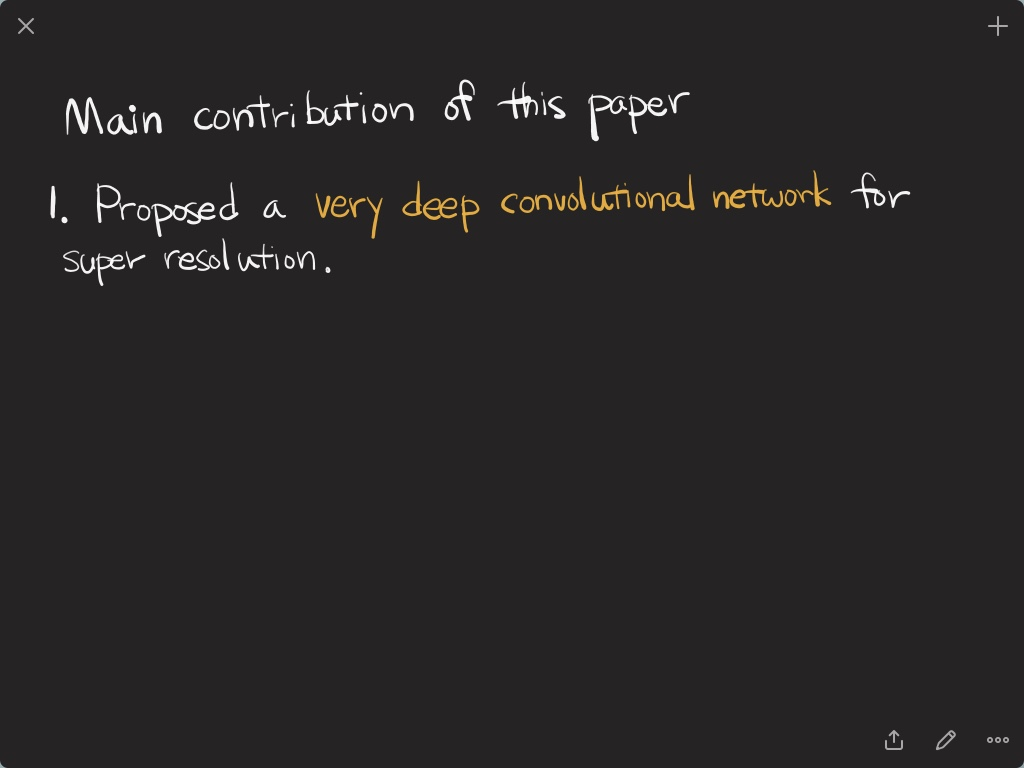 Main contribution of this paper
1. Proposed a very deep convolutional network for
super resolution.